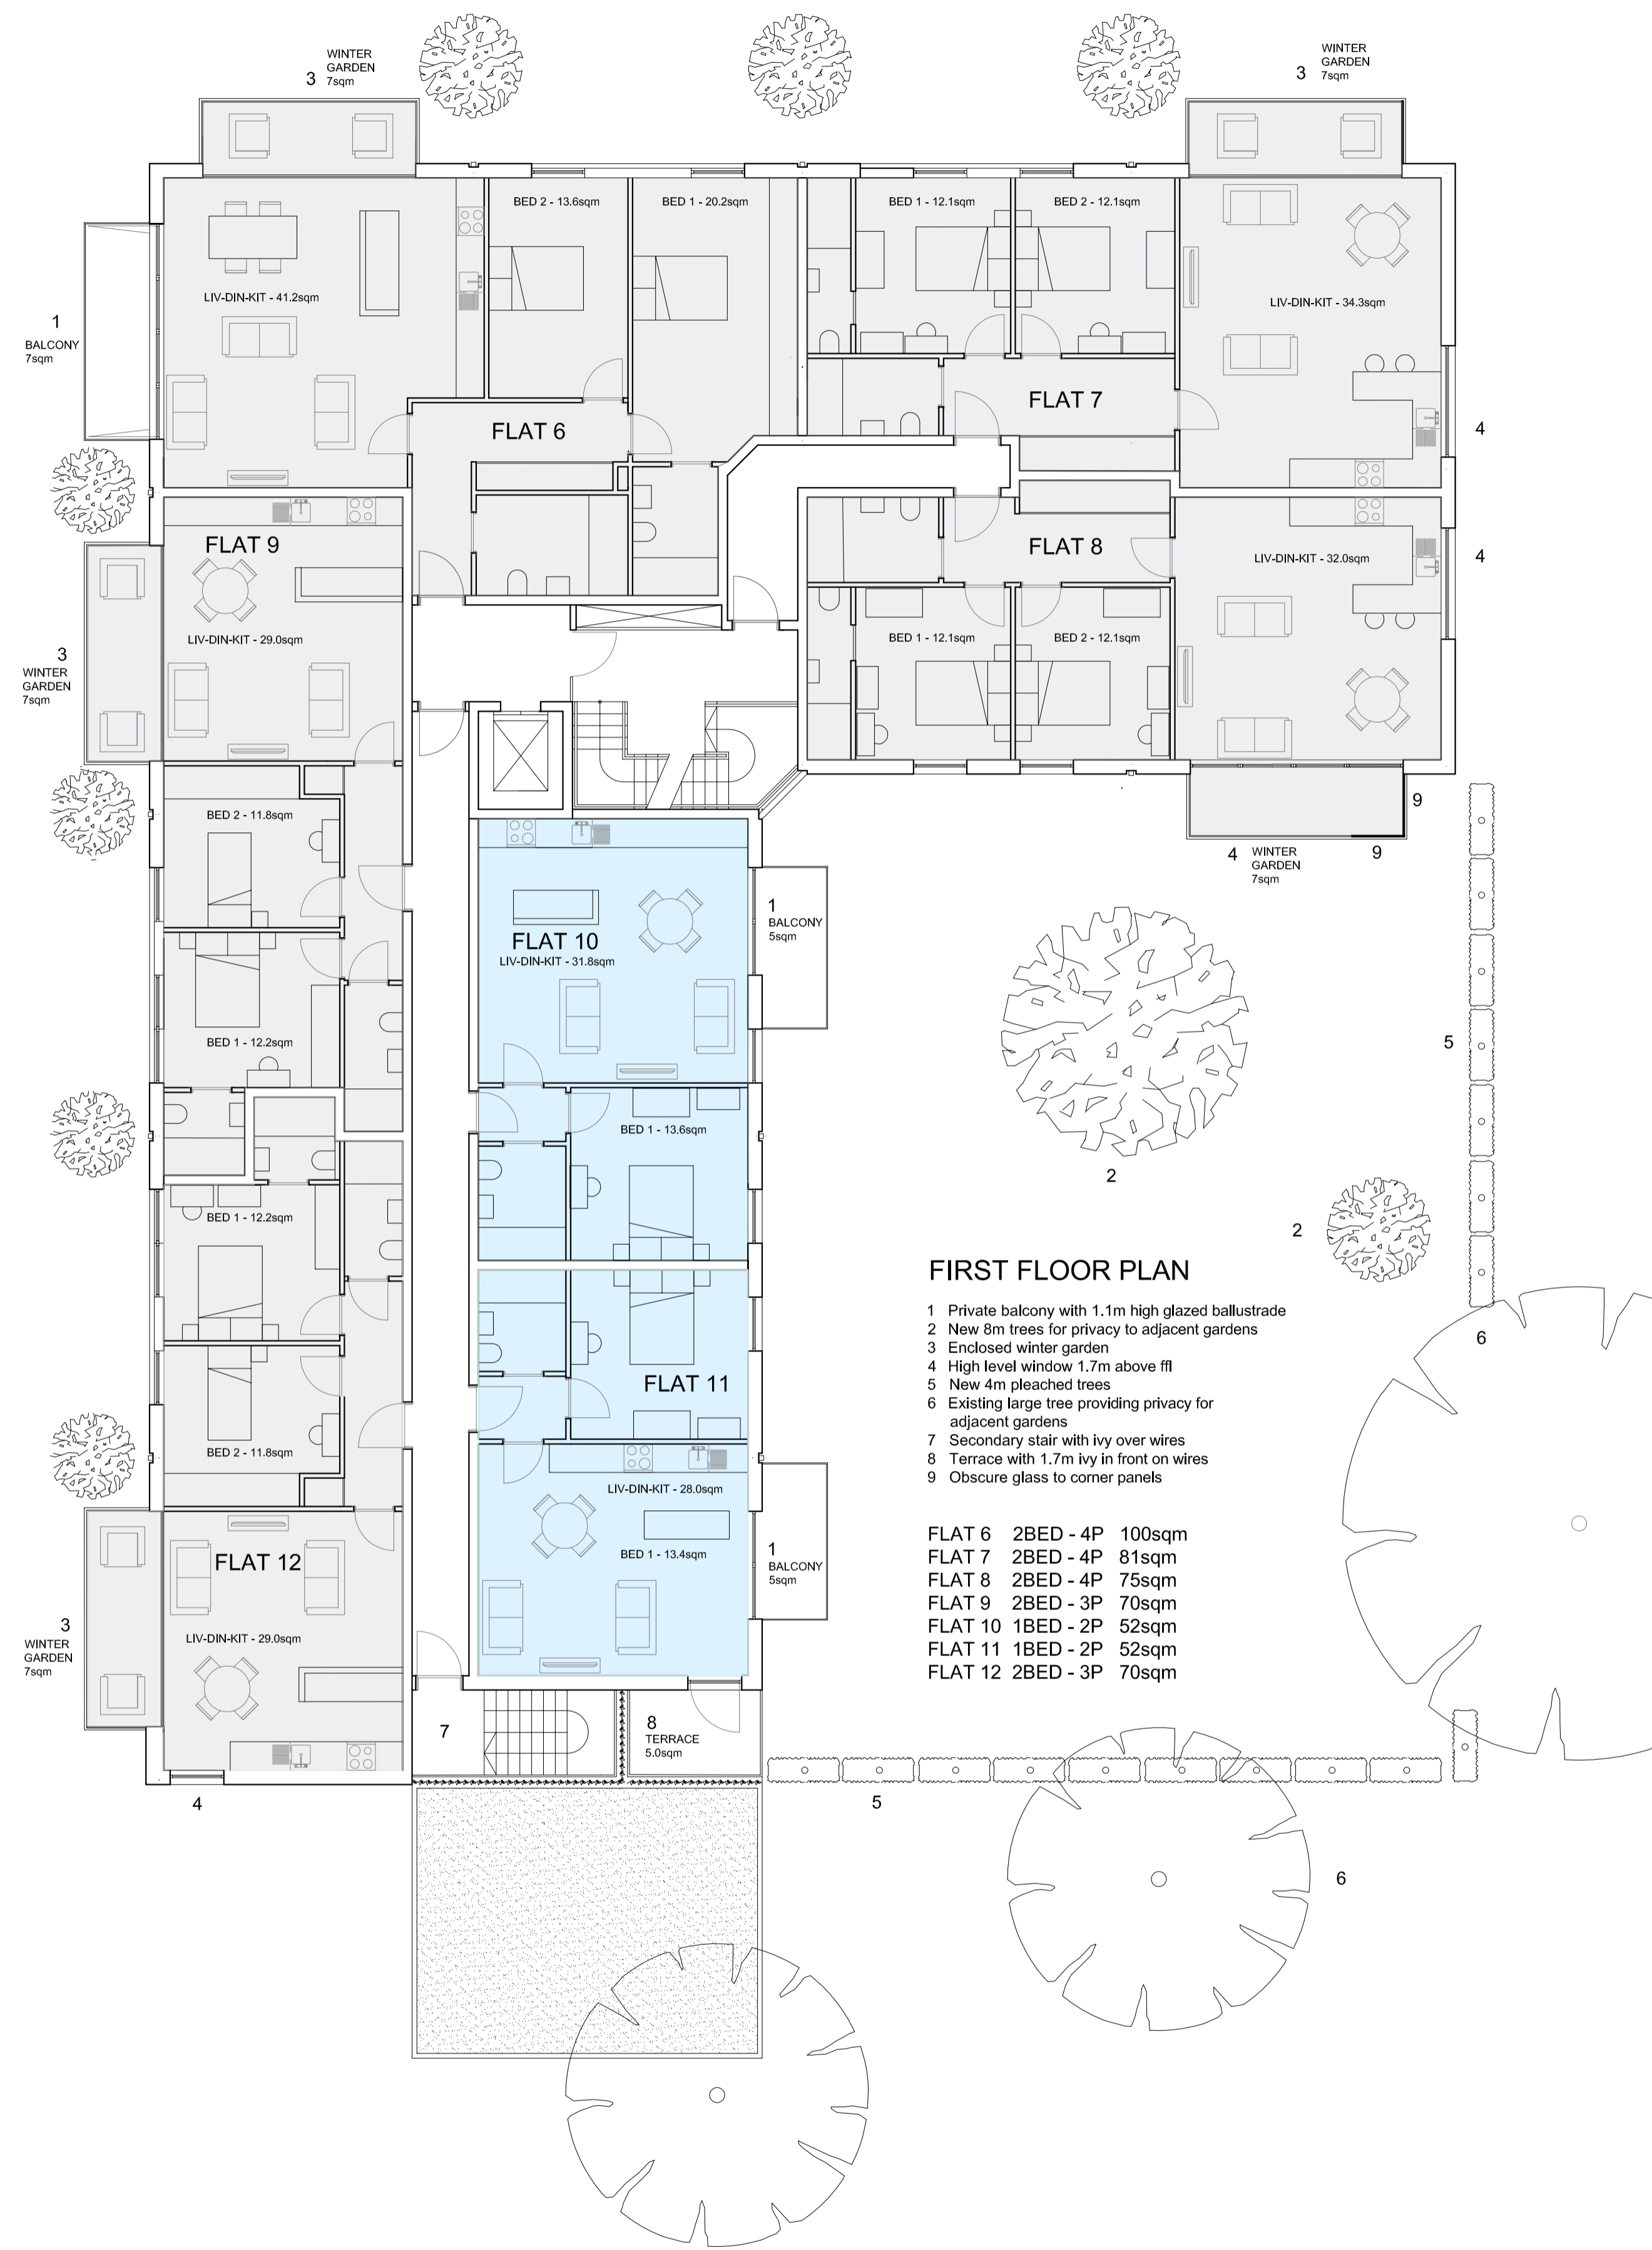 WINTER
GARDEN
3 7sqm
WINTER
GARDEN
3 7sqm
BED 2 - 13.6sqm
BED 1 - 20.2sqm
BED 1 - 12.1sqm
BED 2 - 12.1sqm
LIV-DIN-KIT - 41.2sqm
LIV-DIN-KIT - 34.3sqm
1
BALCONY
7sqm
FLAT 6
FLAT 7
4
FLAT 9
FLAT 8
LIV-DIN-KIT - 32.0sqm
4
LIV-DIN-KIT - 29.0sqm
BED 1 - 12.1sqm
BED 2 - 12.1sqm
3
WINTER
GARDEN
7sqm
9
BED 2 - 11.8sqm
4 WINTER
GARDEN
7sqm
9
1
BALCONY
5sqm
FLAT 10
LIV-DIN-KIT - 31.8sqm
BED 1 - 12.2sqm
5
BED 1 - 13.6sqm
2
BED 1 - 12.2sqm
2
FIRST FLOOR PLAN
1 Private balcony with 1.1m high glazed ballustrade
2 New 8m trees for privacy to adjacent gardens
3 Enclosed winter garden
4 High level window 1.7m above ffl
5 New 4m pleached trees
6 Existing large tree providing privacy for
adjacent gardens
7 Secondary stair with ivy over wires
8 Terrace with 1.7m ivy in front on wires
9 Obscure glass to corner panels
6
FLAT 11
BED 2 - 11.8sqm
LIV-DIN-KIT - 28.0sqm
BED 1 - 13.4sqm
1
BALCONY
5sqm
FLAT 12
FLAT 6 2BED - 4P 100sqm
FLAT 7 2BED - 4P 81sqm
FLAT 8 2BED - 4P 75sqm
FLAT 9 2BED - 3P 70sqm
FLAT 10 1BED - 2P 52sqm
FLAT 11 1BED - 2P 52sqm
FLAT 12 2BED - 3P 70sqm
3
WINTER
GARDEN
7sqm
LIV-DIN-KIT - 29.0sqm
7
8
TERRACE
5.0sqm
4
5
6